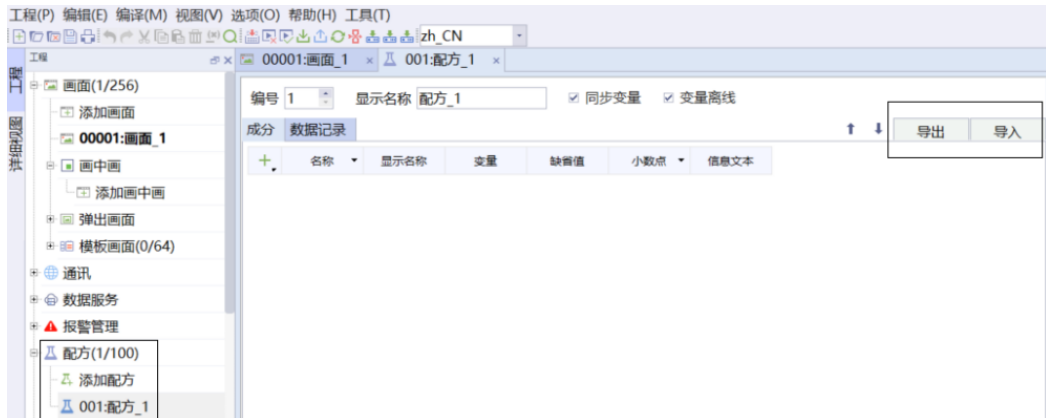 工程(P) 编辑(E) 编译(M) 视图(V) 选项(O) 帮助(H) 工具(T)
zh_CN
工程
00001:画面_1 × 001:配方_1 ×
工程
详细视图
画面(1/256)
添加画面
00001:画面_1
画中画
添加画中画
弹出画面
模板画面(0/64)
通讯
数据服务
报警管理
配方(1/100)
添加配方
001:配方_1
编号 1 显示名称 配方_1 同步变量 变量离线
成分 数据记录 导出 导入
名称 显示名称 变量 缺省值 小数点 信息文本